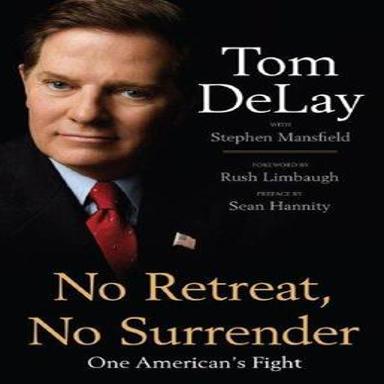 Tom
DeLay
WITH
Stephen Mansfield
FOREWORD BY
Rush Limbaugh
PREFACE BY
Sean Hannity
No Retreat,
No Surrender
One American's Fight